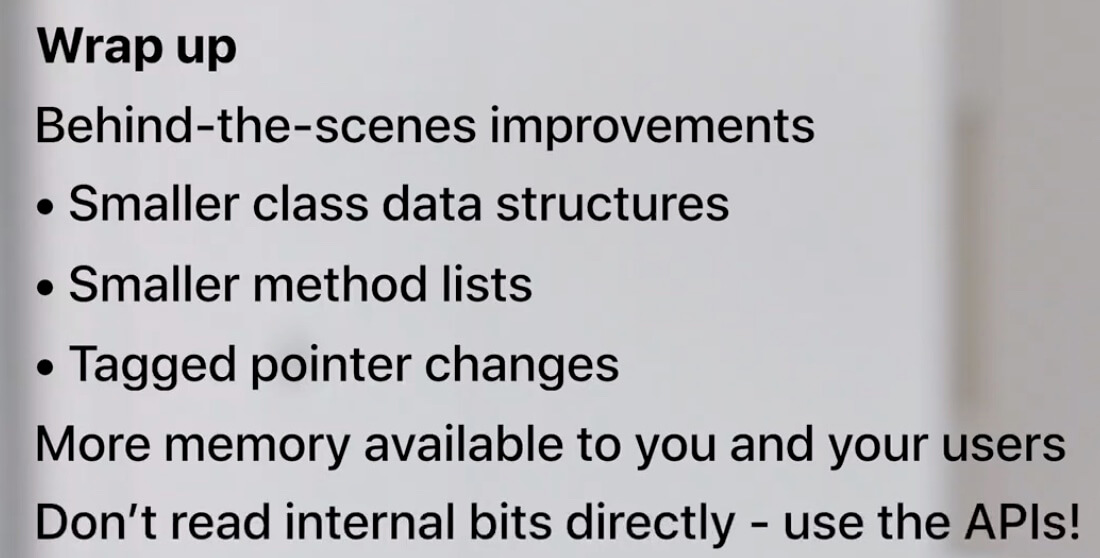 Wrap up
Behind-the-scenes improvements
• Smaller class data structures
• Smaller method lists
• Tagged pointer changes
More memory available to you and your users
Don’t read internal bits directly - use the APIs!